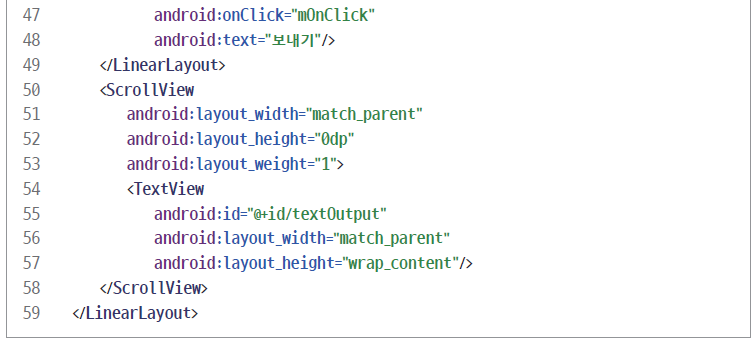 47 android:onClick="mOnClick"
48 android:text="보내기"/>
49 </LinearLayout>
50 <ScrollView
51 android:layout_width="match_parent"
52 android:layout_height="0dp"
53 android:layout_weight="1">
54 <TextView
55 android:id="@+id/textOutput"
56 android:layout_width="match_parent"
57 android:layout_height="wrap_content"/>
58 </ScrollView>
59 </LinearLayout>